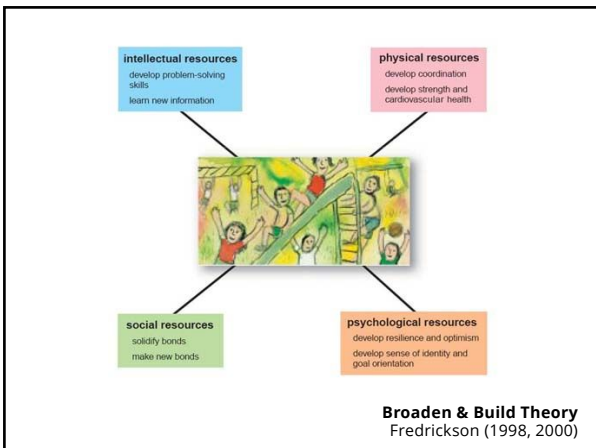 intellectual resources
develop problem-solving
skills
learn new information
physical resources
develop coordination
develop strength and
cardiovascular health
social resources
solidify bonds
make new bonds
psychological resources
develop resilience and optimism
develop sense of identity and
goal orientation
Broaden & Build Theory
Fredrickson (1998, 2000)